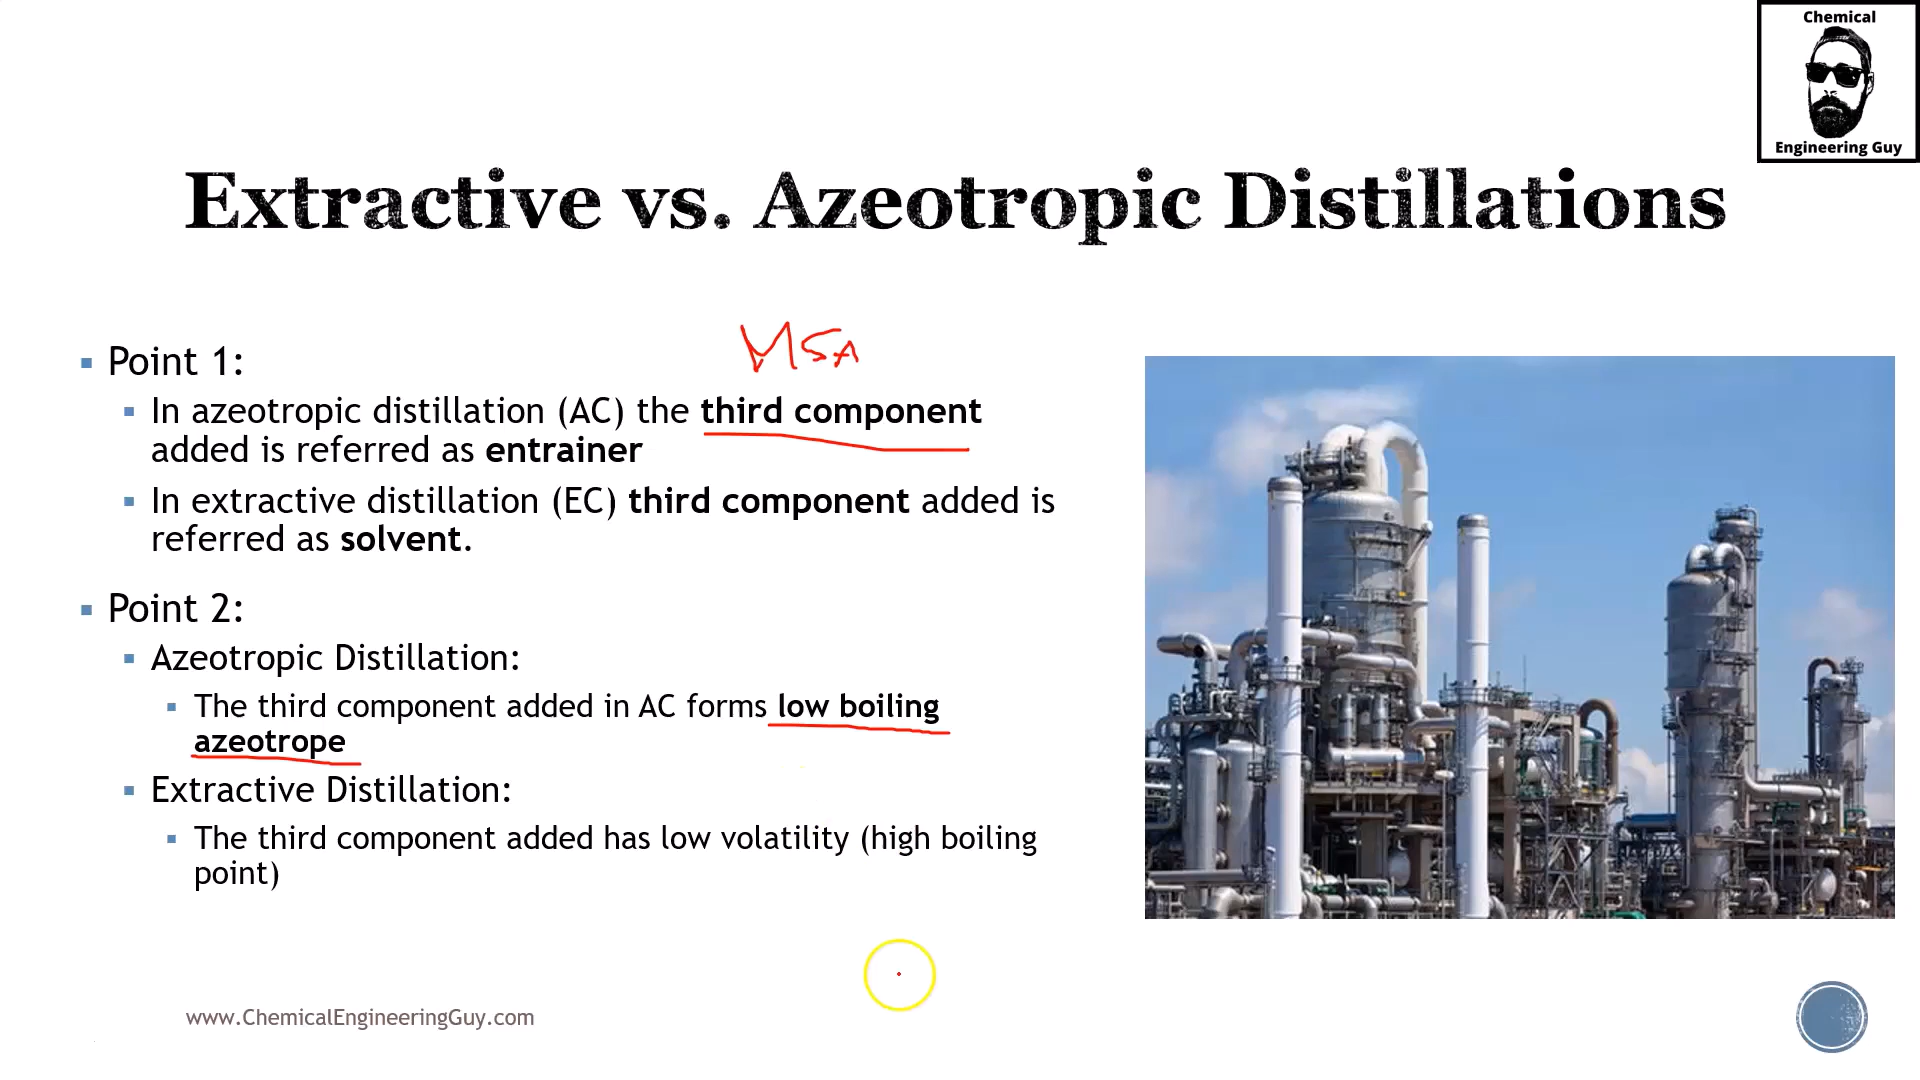 Chemical
Engineering Guy
Extractive vs. Azeotropic Distillations
MSA
Point 1:
In azeotropic distillation (AC) the third component
added is referred as entrainer
In extractive distillation (EC) third component added is
referred as solvent.
Point 2:
Azeotropic Distillation:
The third component added in AC forms low boiling
azeotrope
Extractive Distillation:
The third component added has low volatility (high boiling
point)
www.ChemicalEngineeringGuy.com